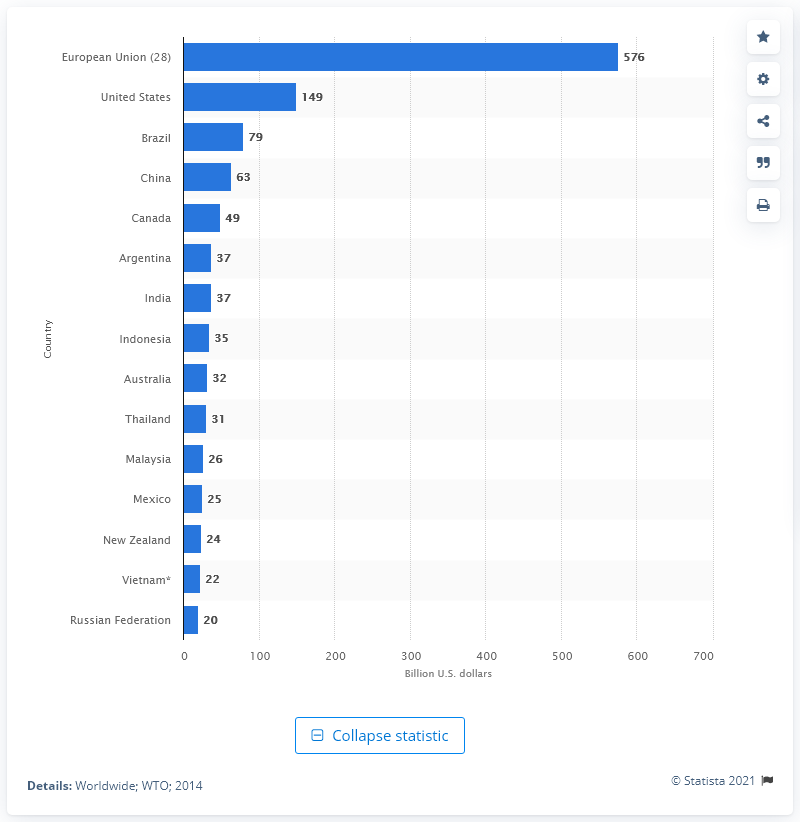 European Union (28) 576
United States 149
Brazil 79
China 63
Canada 49
Argentina 37
India 37
Indonesia 35
Australia 32
Thailand 31
Malaysia 26
Mexico 25
New Zealand 24
Vietnam* 22
Russian Federation 20
Country
0 100 200 300 400 500 600 700
Billion U.S. dollars
Collapse statistic
Details: Worldwide; WTO; 2014
© Statista 2021